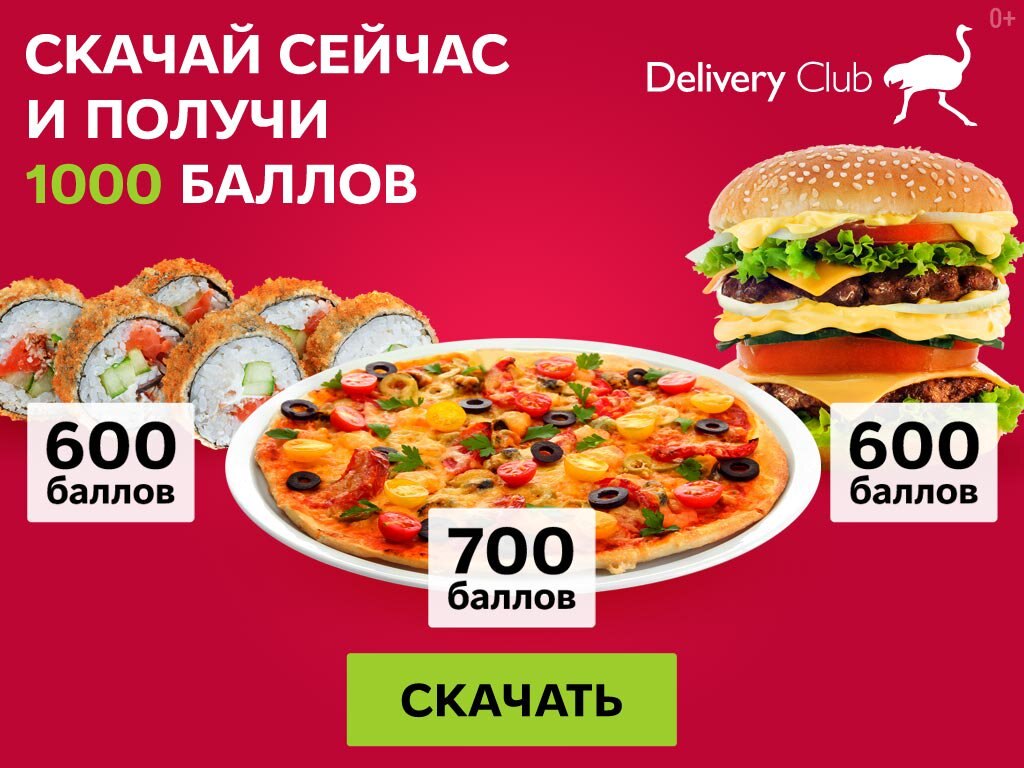 СКАЧАЙ СЕЙЧАС
И ПОЛУЧИ
1000 БАЛЛОВ
0+
Delivery Club
600
баллов
700
баллов
600
баллов
СКАЧАТЬ